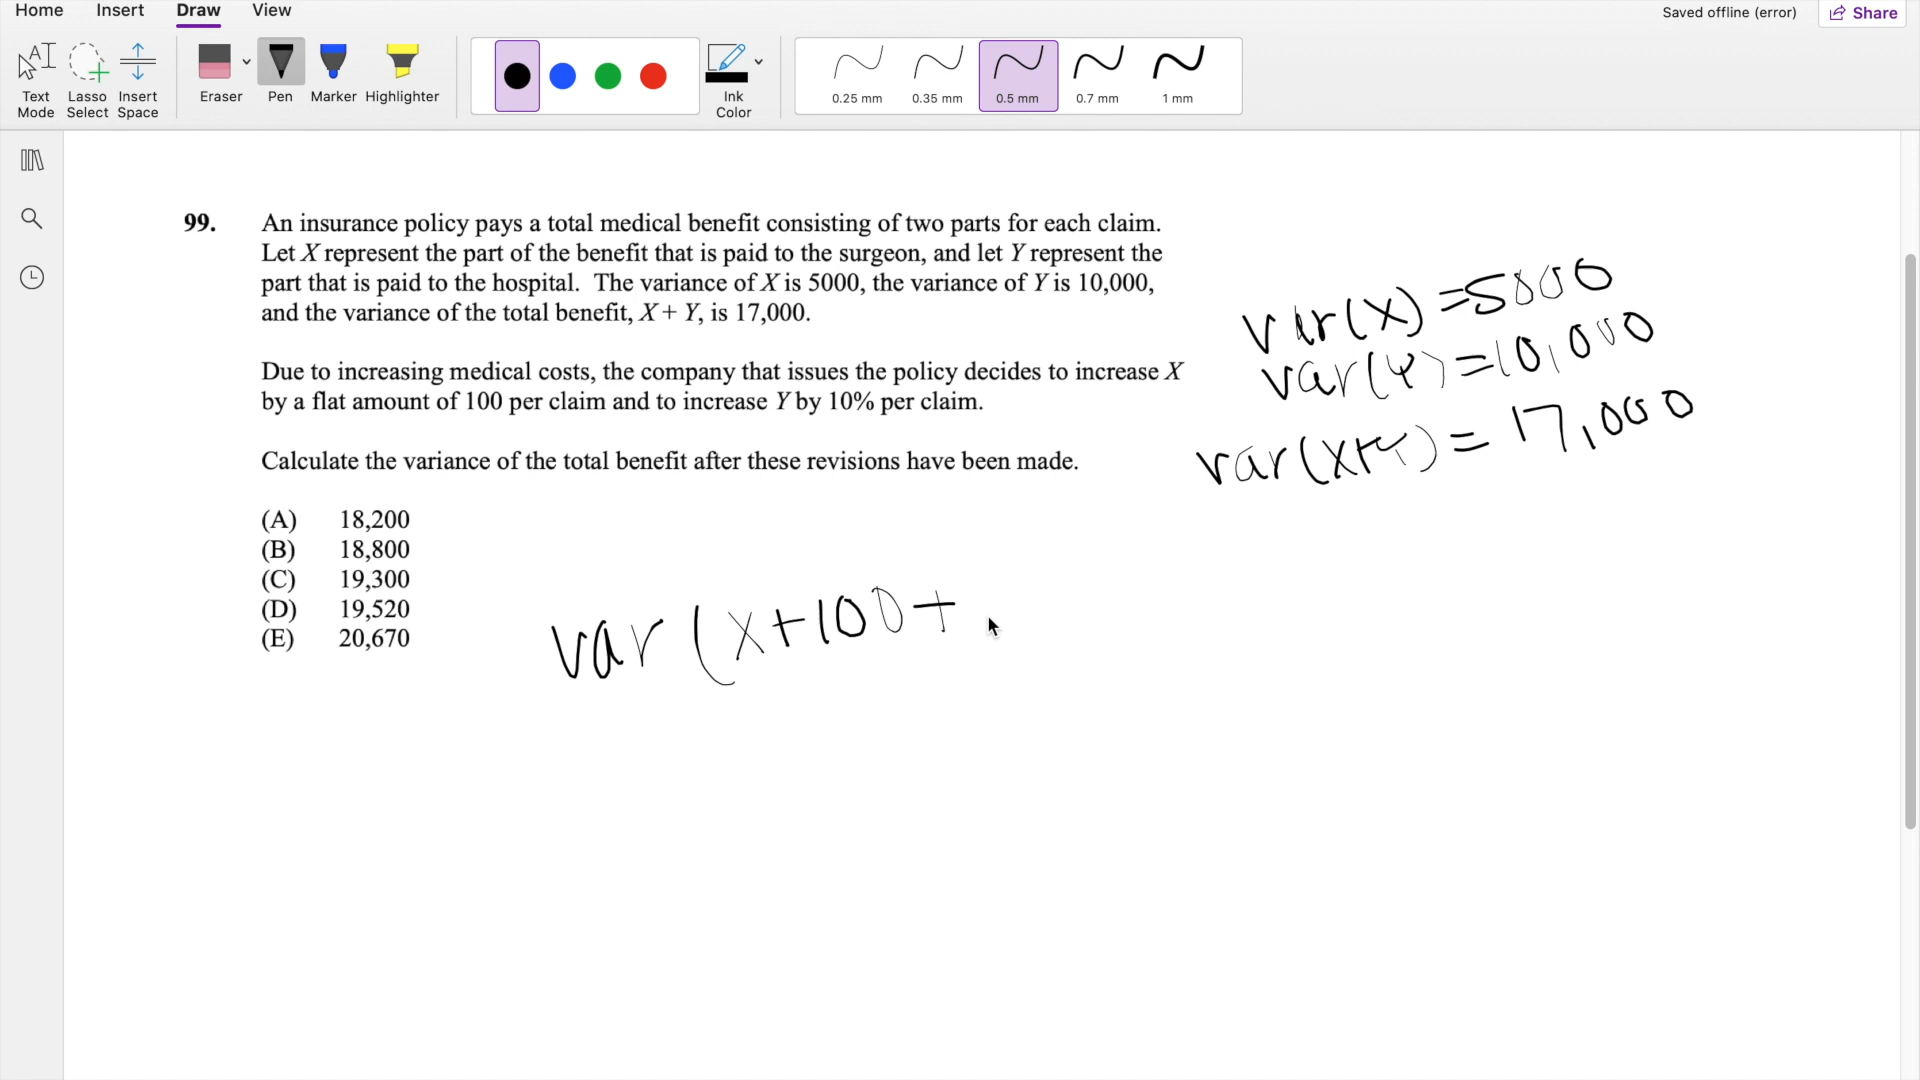 Home Insert Draw View
Saved offline (error) Share
Text Mode
Lasso Select
Insert Space
Eraser
Pen
Marker
Highlighter
Ink Color
0.25 mm
0.35 mm
0.5 mm
0.7 mm
1 mm
99. An insurance policy pays a total medical benefit consisting of two parts for each claim.
Let X represent the part of the benefit that is paid to the surgeon, and let Y represent the
part that is paid to the hospital. The variance of X is 5000, the variance of Y is 10,000,
and the variance of the total benefit, X + Y, is 17,000.
Due to increasing medical costs, the company that issues the policy decides to increase X
by a flat amount of 100 per claim and to increase Y by 10% per claim.
Calculate the variance of the total benefit after these revisions have been made.
(A) 18,200
(B) 18,800
(C) 19,300
(D) 19,520
(E) 20,670
var(x) = 5000
var(y) = 10,000
var(x+y) = 17,000
var (x+100+ .